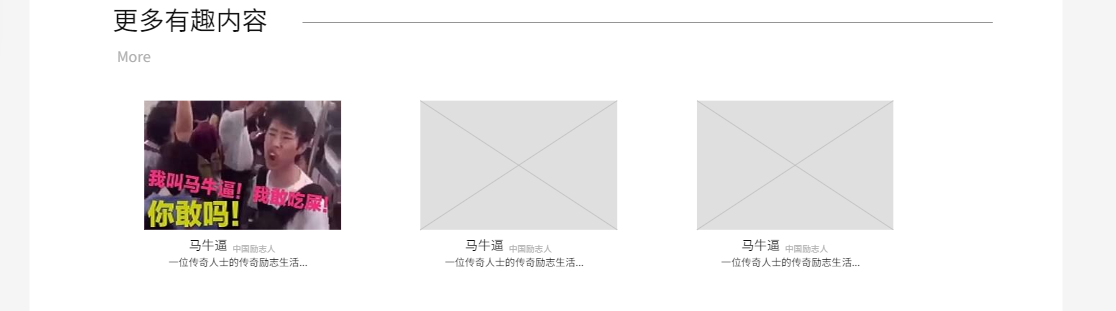 更多有趣内容
More
我叫马牛逼！我敢吃屎！
你敢吗！
马牛逼 中国励志人
一位传奇人士的传奇励志生活...
马牛逼 中国励志人
一位传奇人士的传奇励志生活...
马牛逼 中国励志人
一位传奇人士的传奇励志生活...